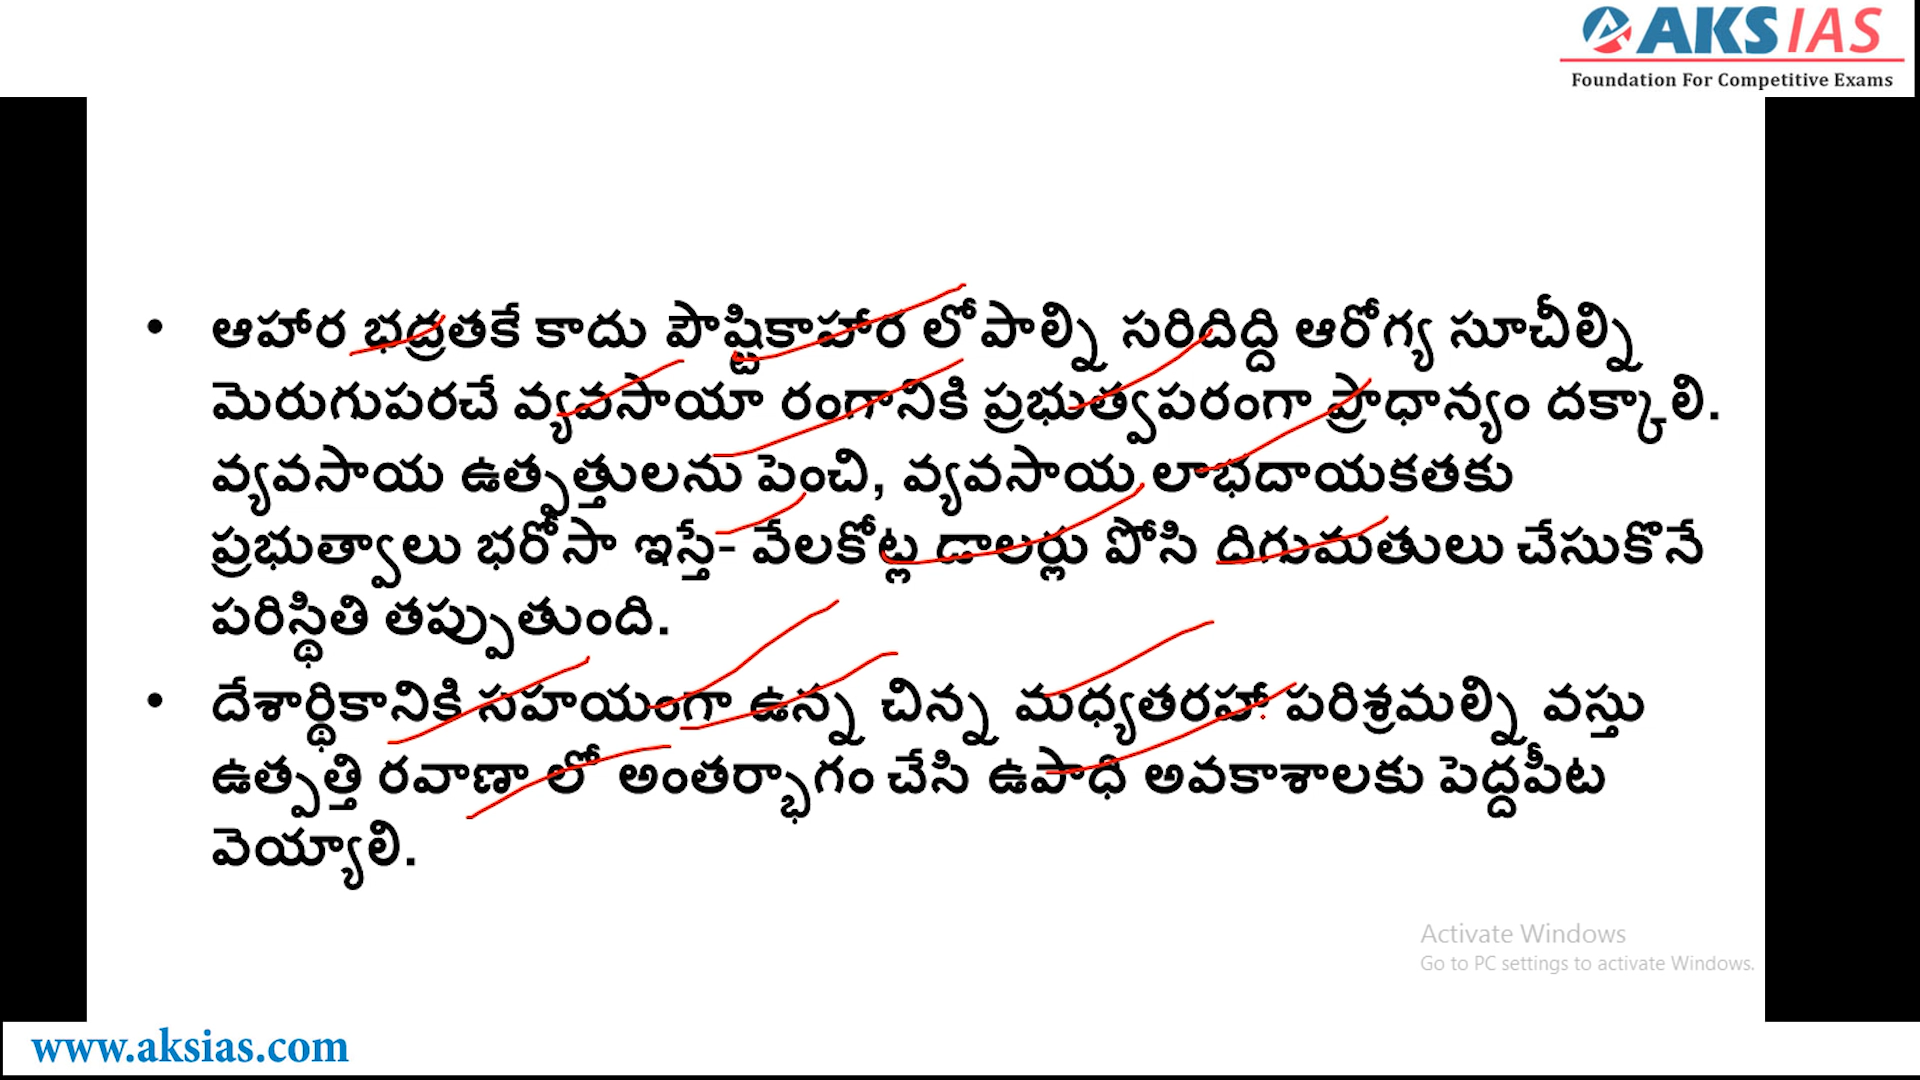 AKS IAS
Foundation For Competitive Exams
• ఆహార భద్రతకే కాదు పౌష్టికాహార లోపాల్ని సరిదిద్ది ఆరోగ్య సూచీల్ని
మెరుగుపరచే వ్యవసాయా రంగానికి ప్రభుత్వపరంగా ప్రాధాన్యం దక్కాలి.
వ్యవసాయ ఉత్పత్తులను పెంచి, వ్యవసాయ లాభదాయకతకు
ప్రభుత్వాలు భరోసా ఇస్తే- వేలకోట్ల డాలర్లు పోసి దిగుమతులు చేసుకొనే
పరిస్థితి తప్పుతుంది.
• దేశార్థికానికి సహయంగా ఉన్న చిన్న మధ్యతరహా పరిశ్రమల్ని వస్తు
ఉత్పత్తి రవాణా లో అంతర్భాగం చేసి ఉపాధి అవకాశాలకు పెద్దపీట
వెయ్యాలి.
Activate Windows
Go to PC settings to activate Windows.
www.aksias.com